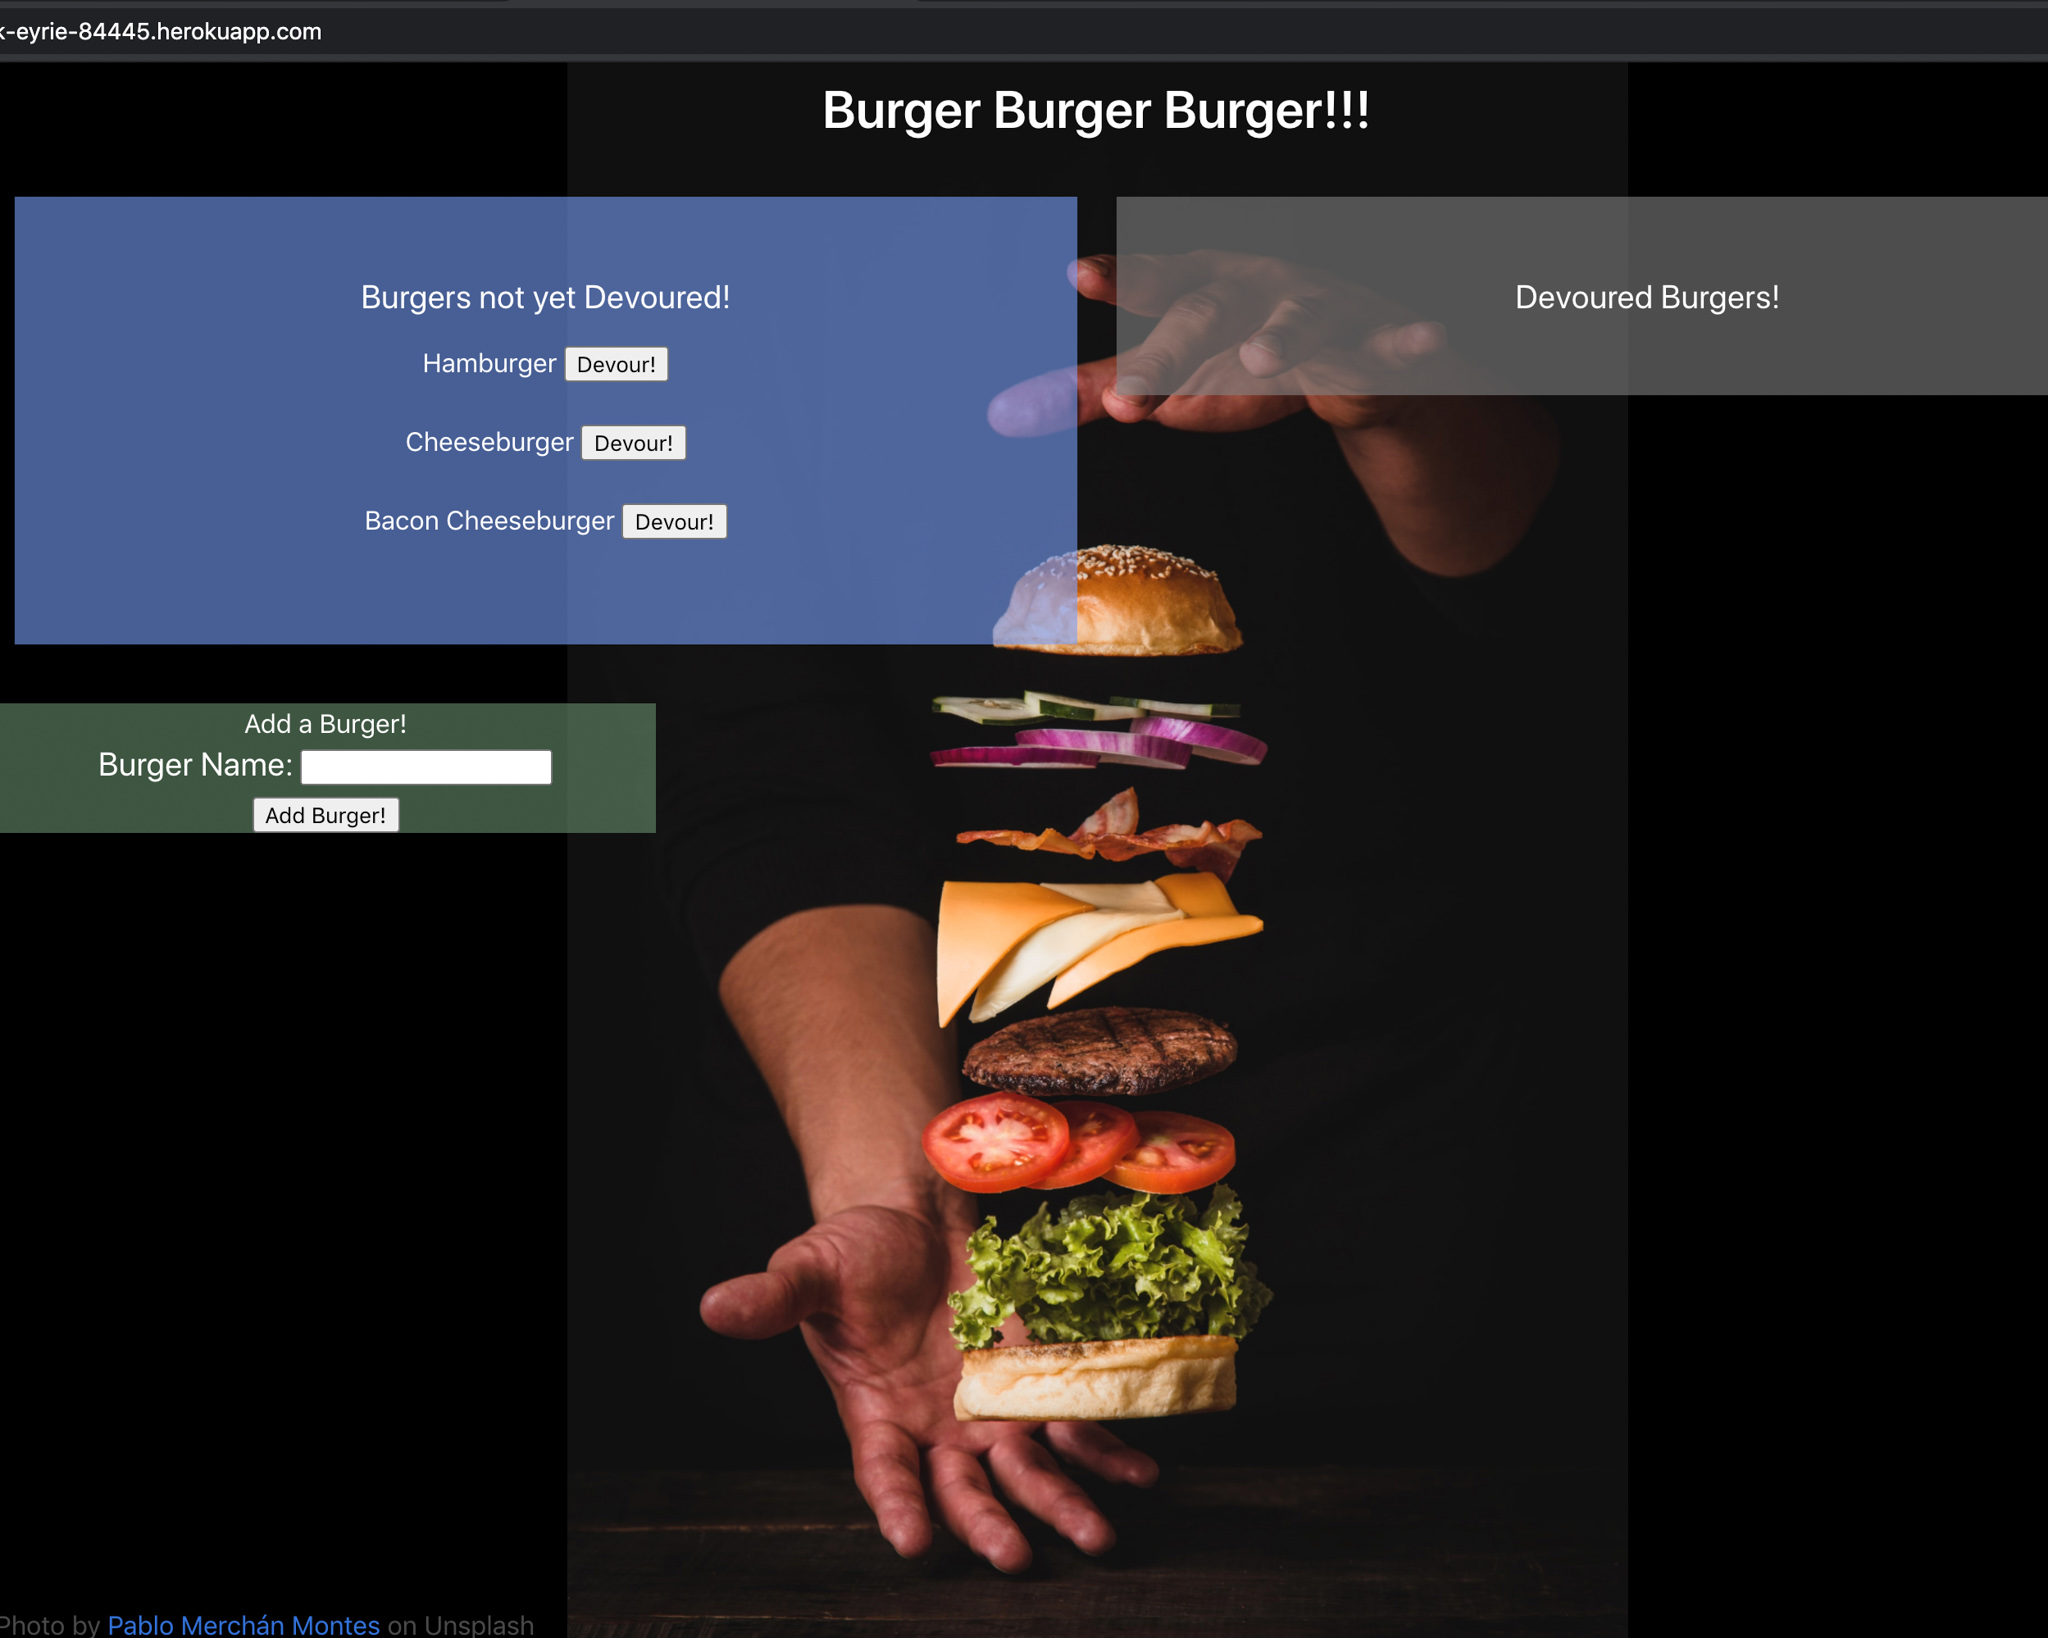 k-eyrie-84445.herokuapp.com
Burger Burger Burger!!!
Burgers not yet Devoured!
Hamburger Devour!
Cheeseburger Devour!
Bacon Cheeseburger Devour!
Devoured Burgers!
Add a Burger!
Burger Name:
Add Burger!
Photo by Pablo Merchán Montes on Unsplash